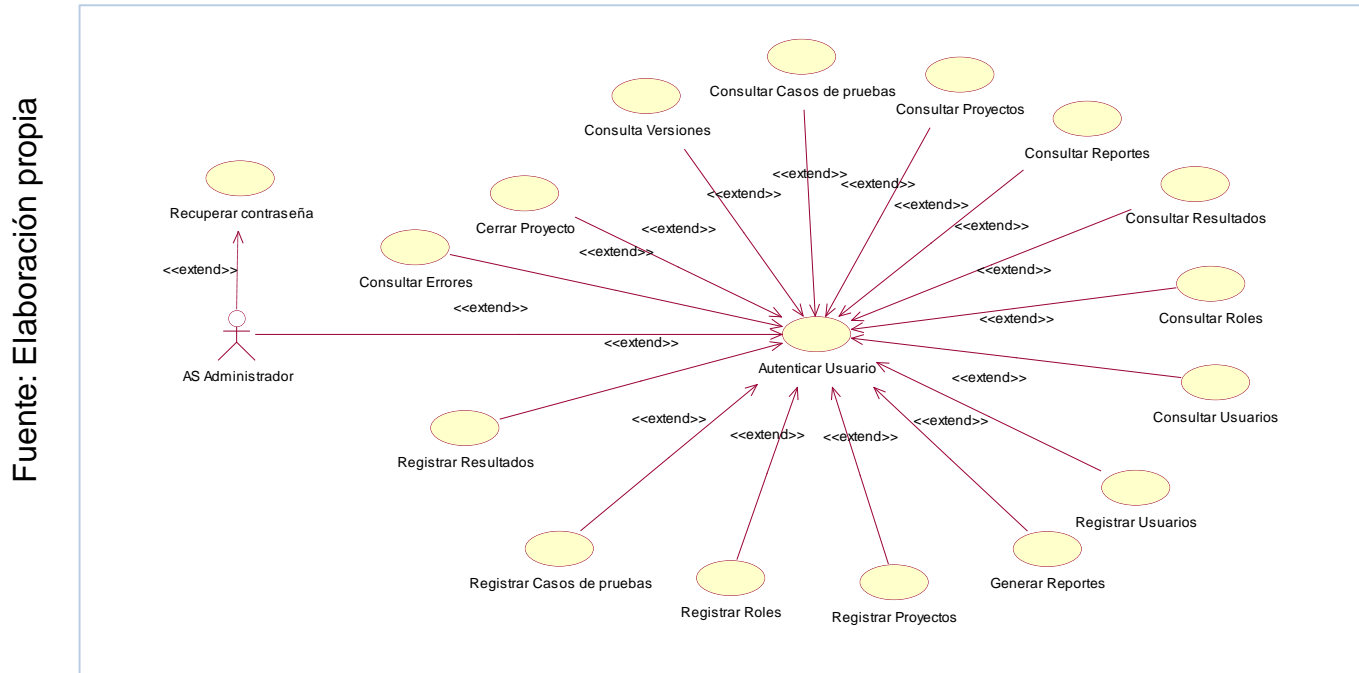 Fuente: Elaboración propia
Consultar Casos de pruebas
Consultar Proyectos
Consulta Versiones
Consultar Reportes
<<extend>>
<<extend>>
<<extend>>
Recuperar contraseña
Consultar Resultados
Cerrar Proyecto
<<extend>>
<<extend>>
<<extend>>
<<extend>>
<<extend>>
<<extend>>
Consultar Errores
<<extend>>
Consultar Roles
<<extend>>
<<extend>>
AS Administrador
Autenticar Usuario
<<extend>>
Consultar Usuarios
<<extend>>
<<extend>>
<<extend>>
<<extend>>
Registrar Resultados
Registrar Usuarios
Registrar Casos de pruebas
Generar Reportes
Registrar Roles
Registrar Proyectos